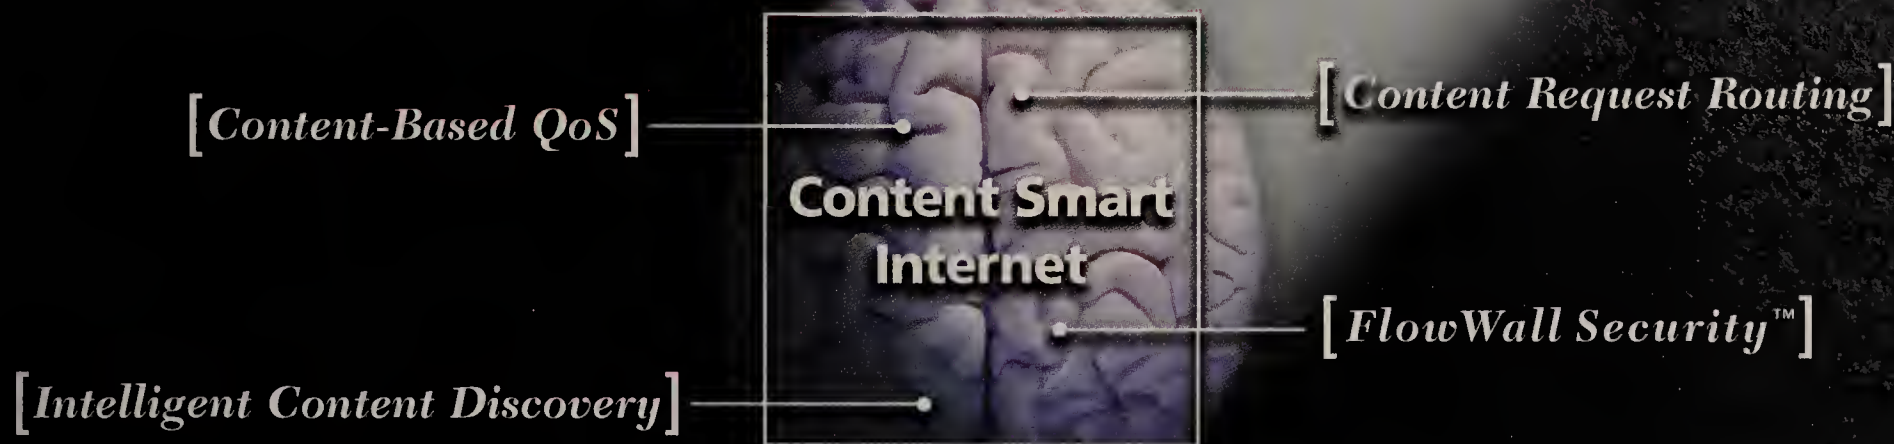 [Content-Based QoS]
[Content Request Routing]
Content Smart
Internet
[FlowWall Security™]
[Intelligent Content Discovery]